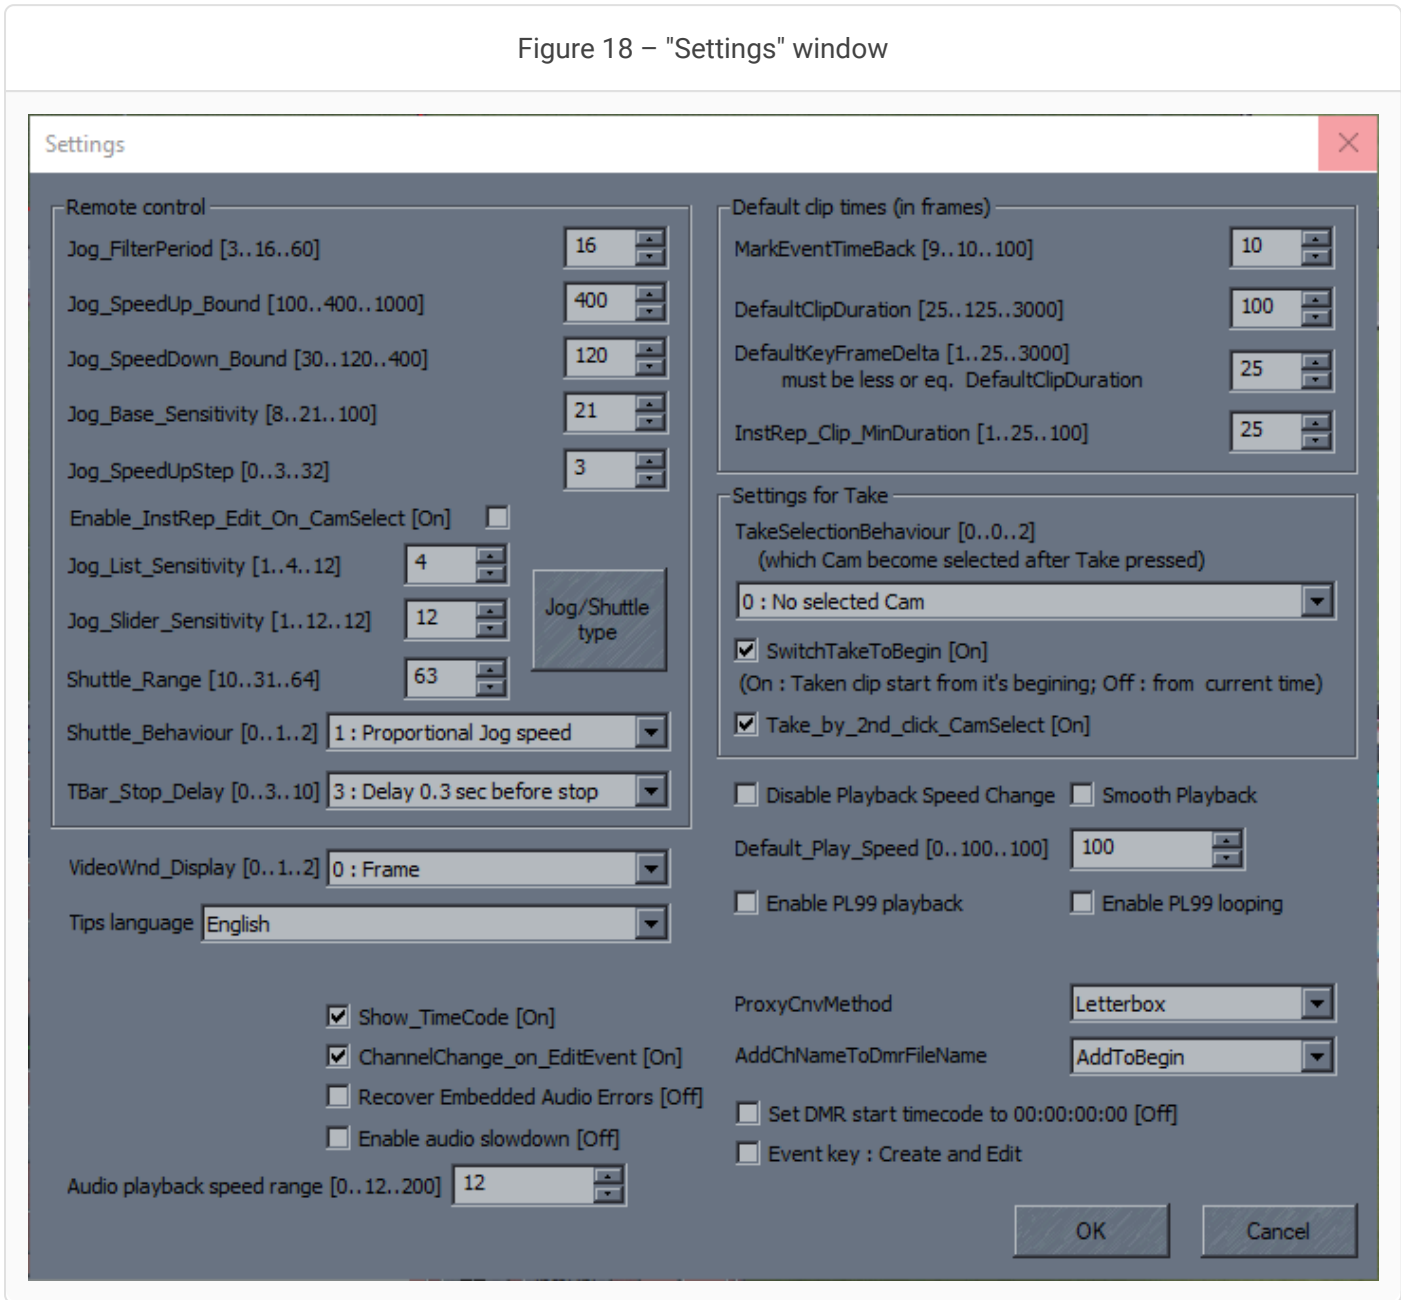 Figure 18 – "Settings" window
Settings
Remote control
Jog_FilterPeriod [3..16..60] 16
Jog_SpeedUp_Bound [100..400..1000] 400
Jog_SpeedDown_Bound [30..120..400] 120
Jog_Base_Sensitivity [8..21..100] 21
Jog_SpeedUpStep [0..3..32] 3
Enable_InstRep_Edit_On_CamSelect [On]
Jog_List_Sensitivity [1..4..12] 4
Jog_Slider_Sensitivity [1..12..12] 12
Jog/Shuttle
type
Shuttle_Range [10..31..64] 63
Shuttle_Behaviour [0..1..2] 1 : Proportional Jog speed
TBar_Stop_Delay [0..3..10] 3 : Delay 0.3 sec before stop
VideoWnd_Display [0..1..2] 0 : Frame
Tips language English
Show_TimeCode [On]
ChannelChange_on_EditEvent [On]
Recover Embedded Audio Errors [Off]
Enable audio slowdown [Off]
Audio playback speed range [0..12..200] 12
Default clip times (in frames)
MarkEventTimeBack [9..10..100] 10
DefaultClipDuration [25..125..3000] 100
DefaultKeyFrameDelta [1..25..3000]
must be less or eq. DefaultClipDuration 25
InstRep_Clip_MinDuration [1..25..100] 25
Settings for Take
TakeSelectionBehaviour [0..0..2]
(which Cam become selected after Take pressed)
0 : No selected Cam
SwitchTakeToBegin [On]
(On : Taken clip start from it's begining; Off : from current time)
Take_by_2nd_click_CamSelect [On]
Disable Playback Speed Change Smooth Playback
Default_Play_Speed [0..100..100] 100
Enable PL99 playback Enable PL99 looping
ProxyCnvMethod Letterbox
AddChNameToDmrFileName AddToBegin
Set DMR start timecode to 00:00:00:00 [Off]
Event key : Create and Edit
OK Cancel